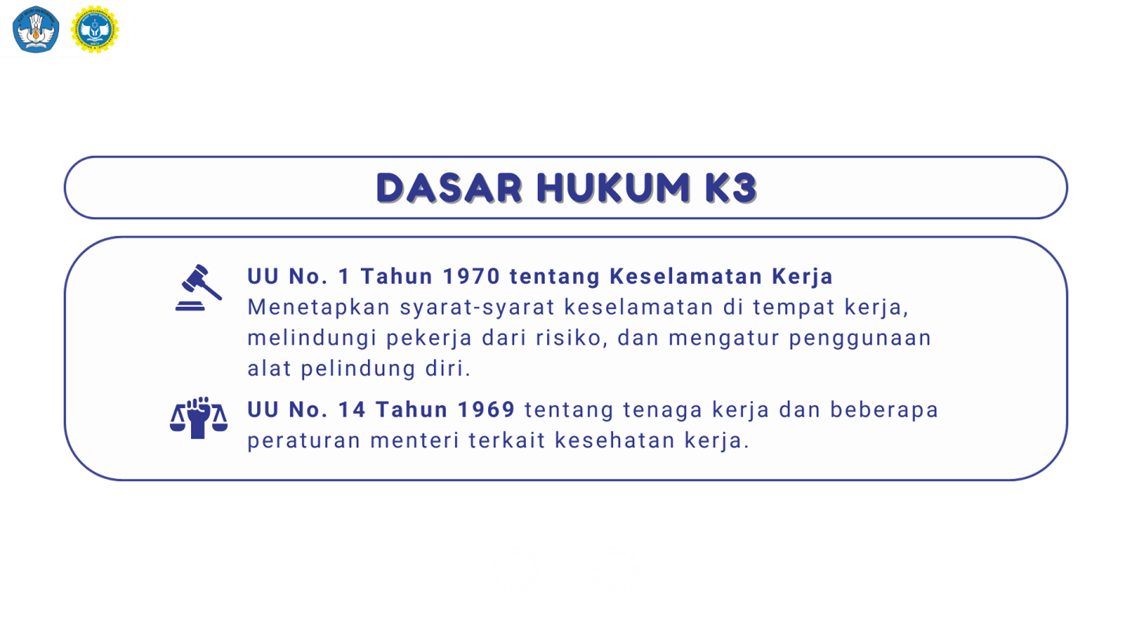 DASAR HUKUM K3
UU No. 1 Tahun 1970 tentang Keselamatan Kerja
Menetapkan syarat-syarat keselamatan di tempat kerja,
melindungi pekerja dari risiko, dan mengatur penggunaan
alat pelindung diri.
UU No. 14 Tahun 1969 tentang tenaga kerja dan beberapa
peraturan menteri terkait kesehatan kerja.